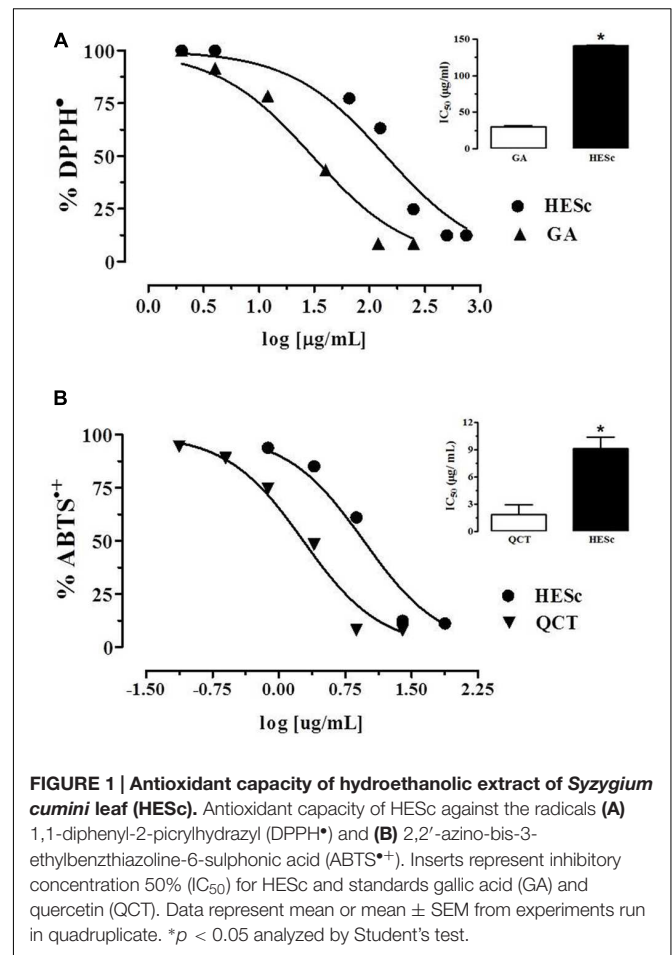 A
% DPPH•
100
75
50
25
0
0.0 0.5 1.0 1.5 2.0 2.5 3.0
log [µg/mL]
IC50 (µg/ml)
150
100
50
0
*
GA HESc
HESc
GA
B
% ABTS•+
100
75
50
25
0
-1.50 -0.75 0.00 0.75 1.50 2.25
log [ug/mL]
IC50 (µg/ mL)
12
9
6
3
0
*
QCT HESc
HESc
QCT
FIGURE 1 | Antioxidant capacity of hydroethanolic extract of Syzygium
cumini leaf (HESc). Antioxidant capacity of HESc against the radicals (A)
1,1-diphenyl-2-picrylhydrazyl (DPPH•) and (B) 2,2′-azino-bis-3-
ethylbenzthiazoline-6-sulphonic acid (ABTS•+). Inserts represent inhibitory
concentration 50% (IC50) for HESc and standards gallic acid (GA) and
quercetin (QCT). Data represent mean or mean ± SEM from experiments run
in quadruplicate. *p < 0.05 analyzed by Student's test.